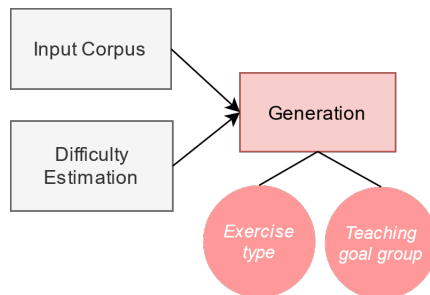 Input Corpus
Difficulty
Estimation
Generation
Exercise
type
Teaching
goal group